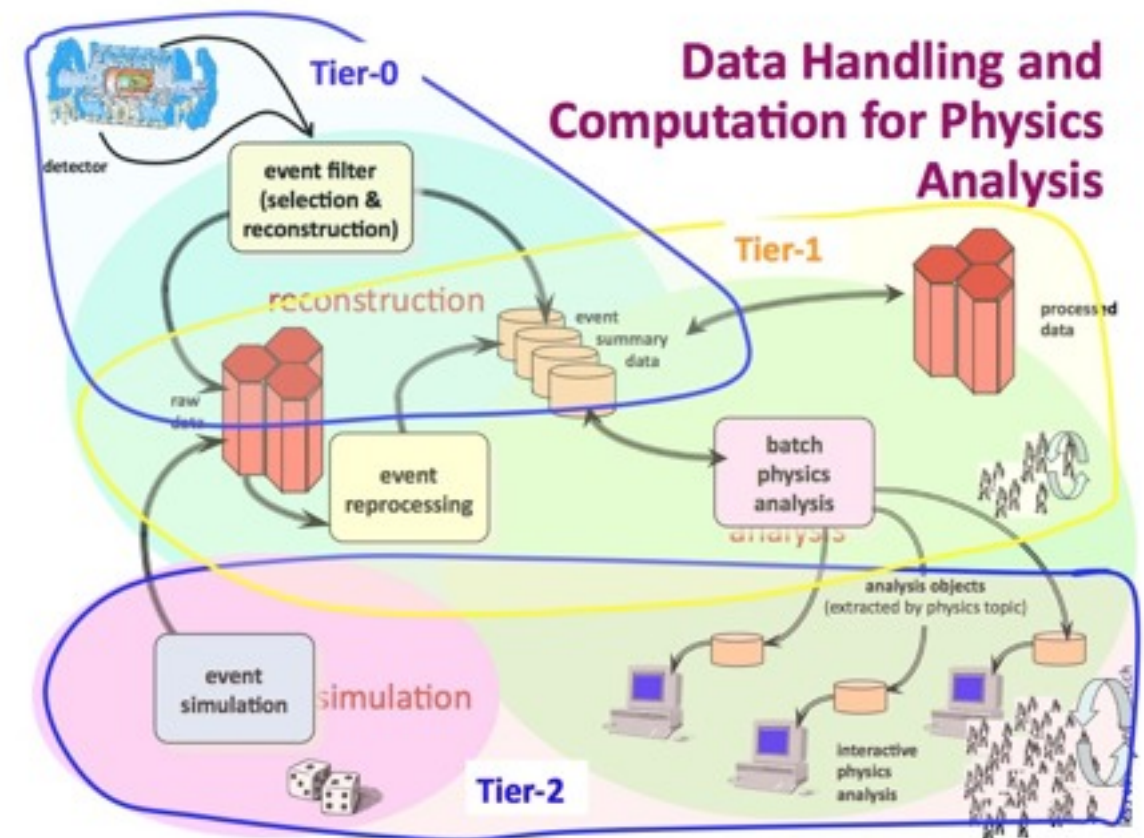 Data Handling and
Computation for Physics
Analysis
Tier-0
detector
event filter
(selection &
reconstruction)
Tier-1
reconstruction
event
summary
data
processed
data
raw
data
event
reprocessing
batch
physics
analysis
analysis
analysis objects
(extracted by physics topic)
event
simulation
simulation
interactive
physics
analysis
Tier-2